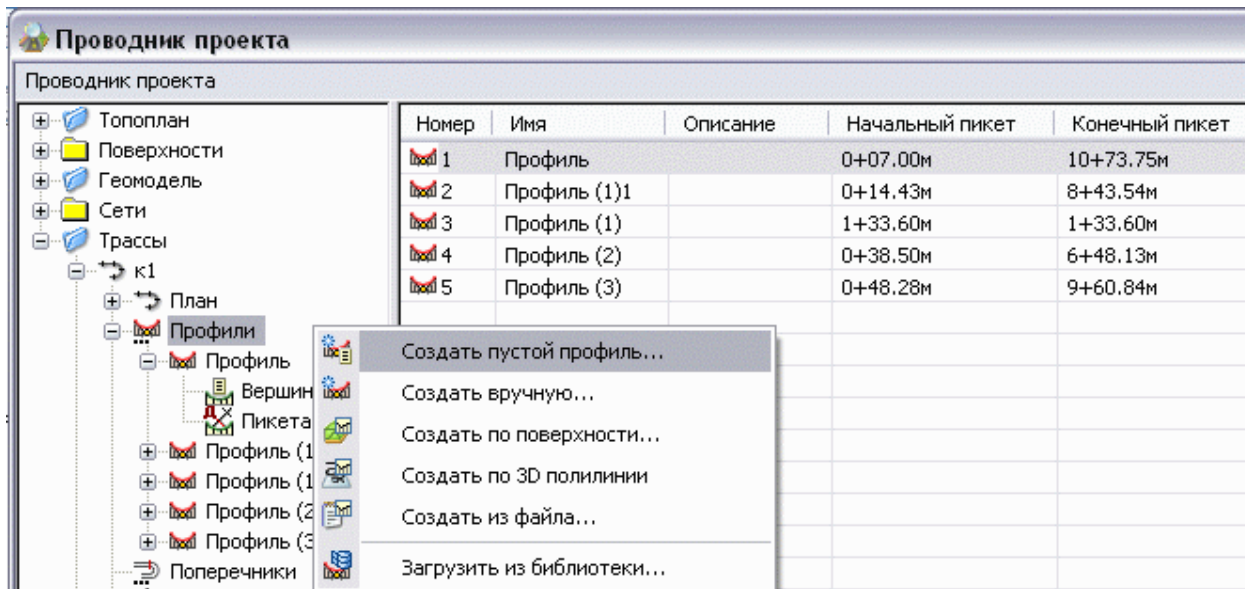 Проводник проекта
Проводник проекта
Топоплан
Поверхности
Геомодель
Сети
Трассы
к1
План
Профили
Профиль
Вершин
Пикета
Профиль (1
Профиль (1
Профиль (2
Профиль (3
Поперечники
Номер Имя Описание Начальный пикет Конечный пикет
1 Профиль 0+07.00м 10+73.75м
2 Профиль (1)1 0+14.43м 8+43.54м
3 Профиль (1) 1+33.60м 1+33.60м
4 Профиль (2) 0+38.50м 6+48.13м
5 Профиль (3) 0+48.28м 9+60.84м
Создать пустой профиль...
Создать вручную...
Создать по поверхности...
Создать по 3D полилинии
Создать из файла...
Загрузить из библиотеки...